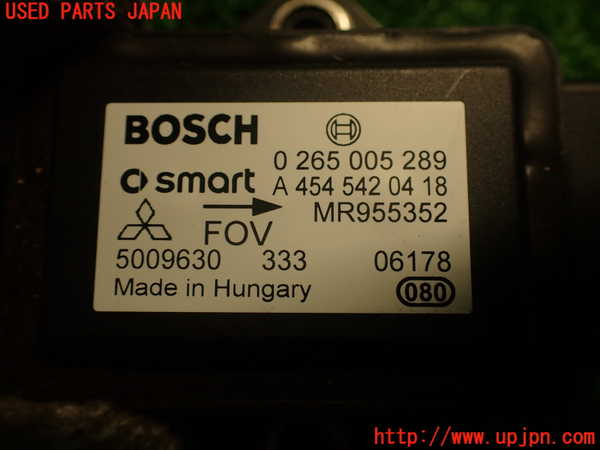 USED PARTS JAPAN
BOSCH
0 265 005 289
smart A 454 542 04 18
MR955352
FOV
5009630 333 06178
Made in Hungary 080
http://www.upjpn.com/